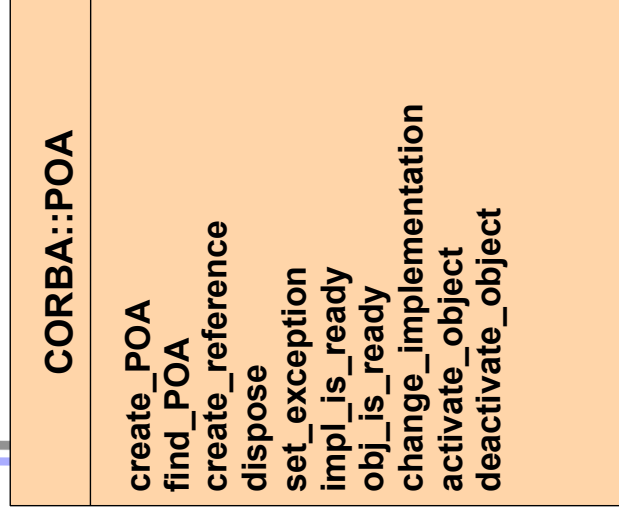 CORBA::POA
create_POA
find_POA
create_reference
dispose
set_exception
impl_is_ready
obj_is_ready
change_implementation
activate_object
deactivate_object